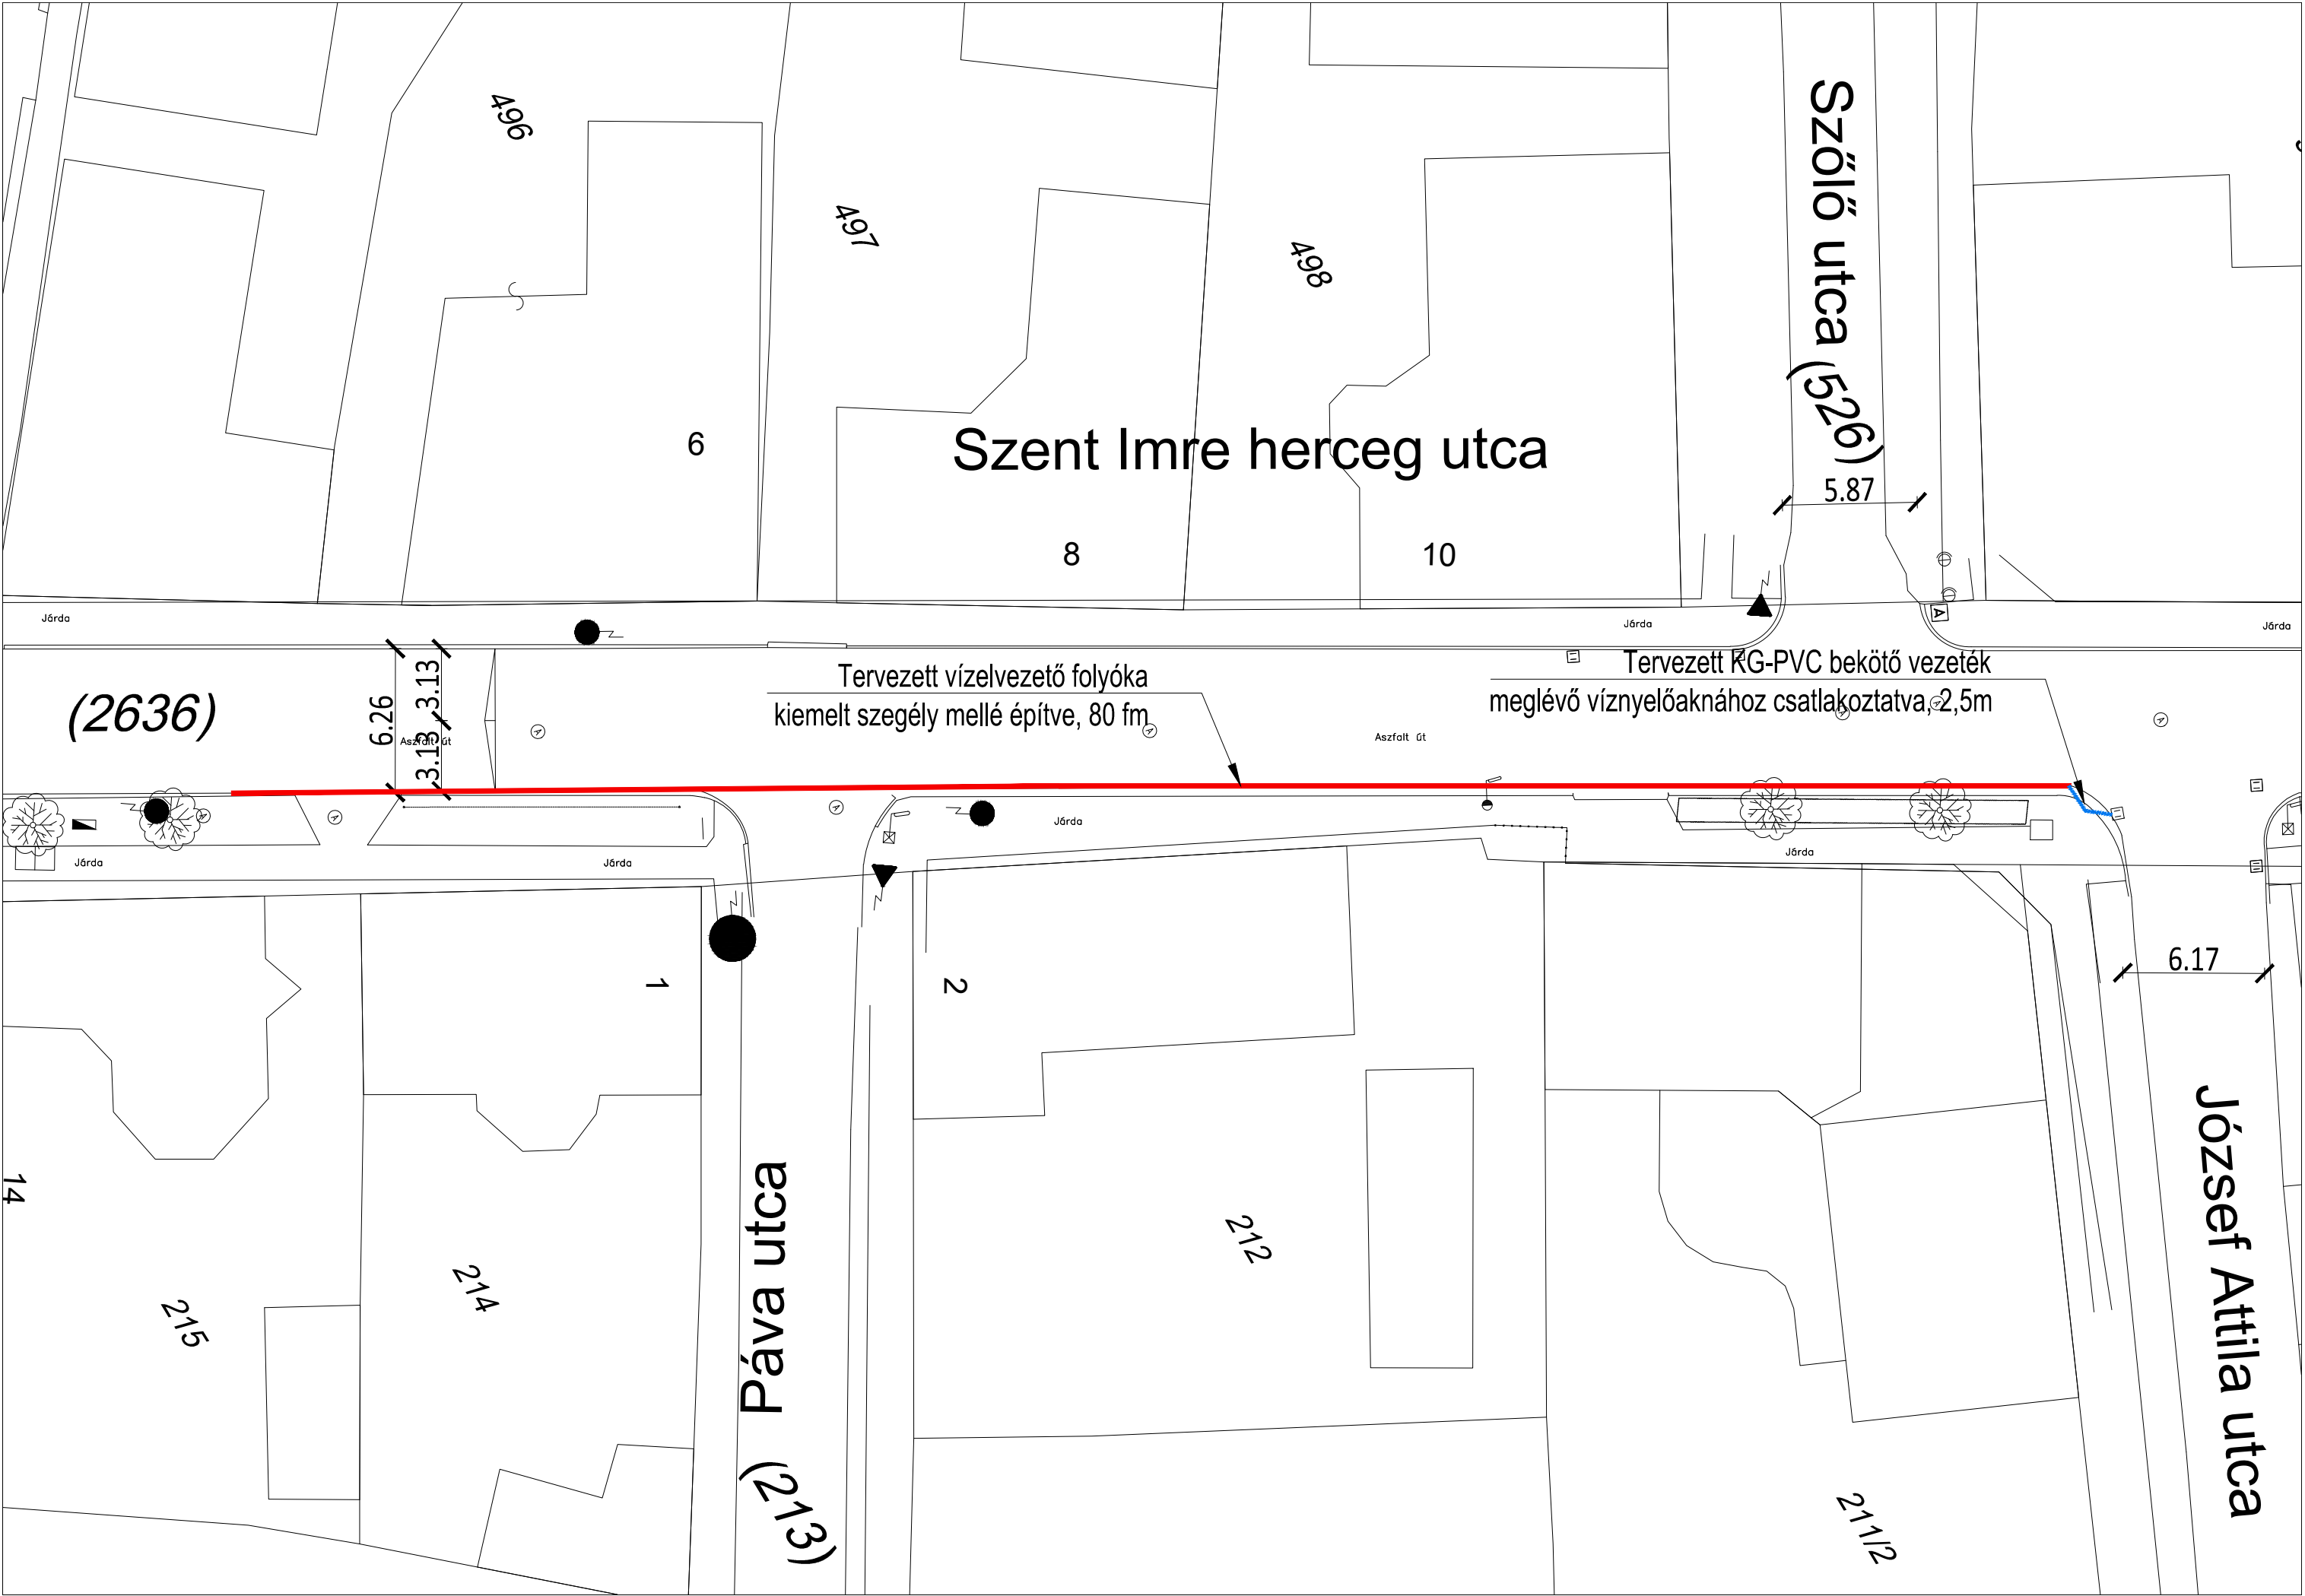 496
497
498
Szőlő utca (526)
6
Szent Imre herceg utca
8
10
5.87
Járda
Járda
Járda
A
(2636)
6.26
3.13
3.13
Aszfalt út
Tervezett vízelvezető folyóka
kiemelt szegély mellé építve, 80 fm
Tervezett KG-PVC bekötő vezeték
meglévő víznyelőaknához csatlakoztatva, 2,5m
Aszfalt út
A
A
A
A
A
A
A
A
Járda
Járda
Járda
Járda
1
2
6.17
14
215
214
Páva utca (213)
212
211/2
József Attila utca